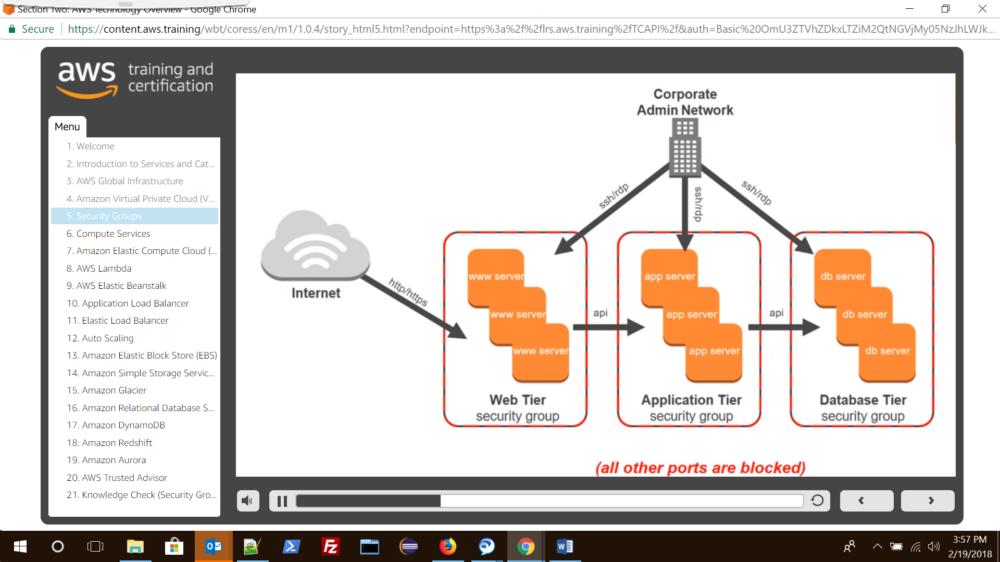 Section Two: AWS Technology Overview - Google Chrome
Secure
https://content.aws.training/wbt/coress/en/m1/1.0.4/story_html5.html?endpoint=https%3a%2f%2flrs.aws.training%2fTCAPI%2f&auth=Basic%20OmU3ZTVhZDkxLTZiM2QtNGVjMy05NzJhLWJk...
aws training and
certification
Menu
1. Welcome
2. Introduction to Services and Cat...
3. AWS Global Infrastructure
4. Amazon Virtual Private Cloud (V...
5. Security Groups
6. Compute Services
7. Amazon Elastic Compute Cloud (...
8. AWS Lambda
9. AWS Elastic Beanstalk
10. Application Load Balancer
11. Elastic Load Balancer
12. Auto Scaling
13. Amazon Elastic Block Store (EBS)
14. Amazon Simple Storage Servic...
15. Amazon Glacier
16. Amazon Relational Database S...
17. Amazon DynamoDB
18. Amazon Redshift
19. Amazon Aurora
20. AWS Trusted Advisor
21. Knowledge Check (Security Gro...
Corporate
Admin Network
ssh/rdp
ssh/rdp
ssh/rdp
Internet
http/https
www server
www server
www server
Web Tier
security group
api
app server
app server
app server
Application Tier
security group
api
db server
db server
db server
Database Tier
security group
(all other ports are blocked)
3:57 PM
2/19/2018